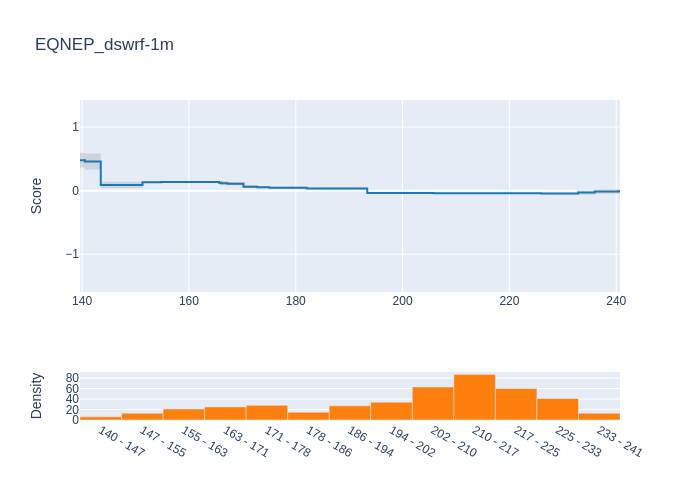 EQNEP_dswrf-1m
Score
1
0
−1
140 160 180 200 220 240
Density
80
60
40
20
0
140 - 147
147 - 155
155 - 163
163 - 171
171 - 178
178 - 186
186 - 194
194 - 202
202 - 210
210 - 217
217 - 225
225 - 233
233 - 241